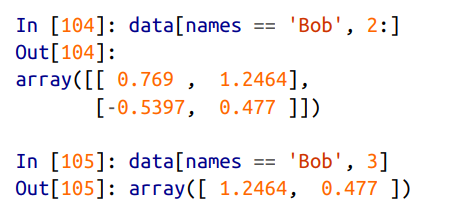 In [104]: data[names == 'Bob', 2:]
Out[104]:
array([[ 0.769 ,  1.2464],
       [-0.5397,  0.477 ]])

In [105]: data[names == 'Bob', 3]
Out[105]: array([ 1.2464,  0.477 ])